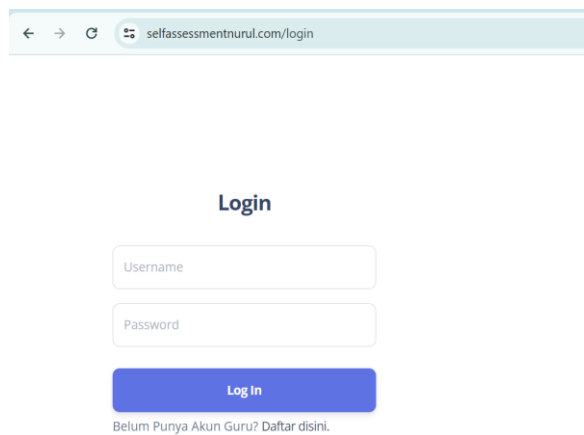 selfassessmentnurul.com/login
Login
Username
Password
Log In
Belum Punya Akun Guru? Daftar disini.